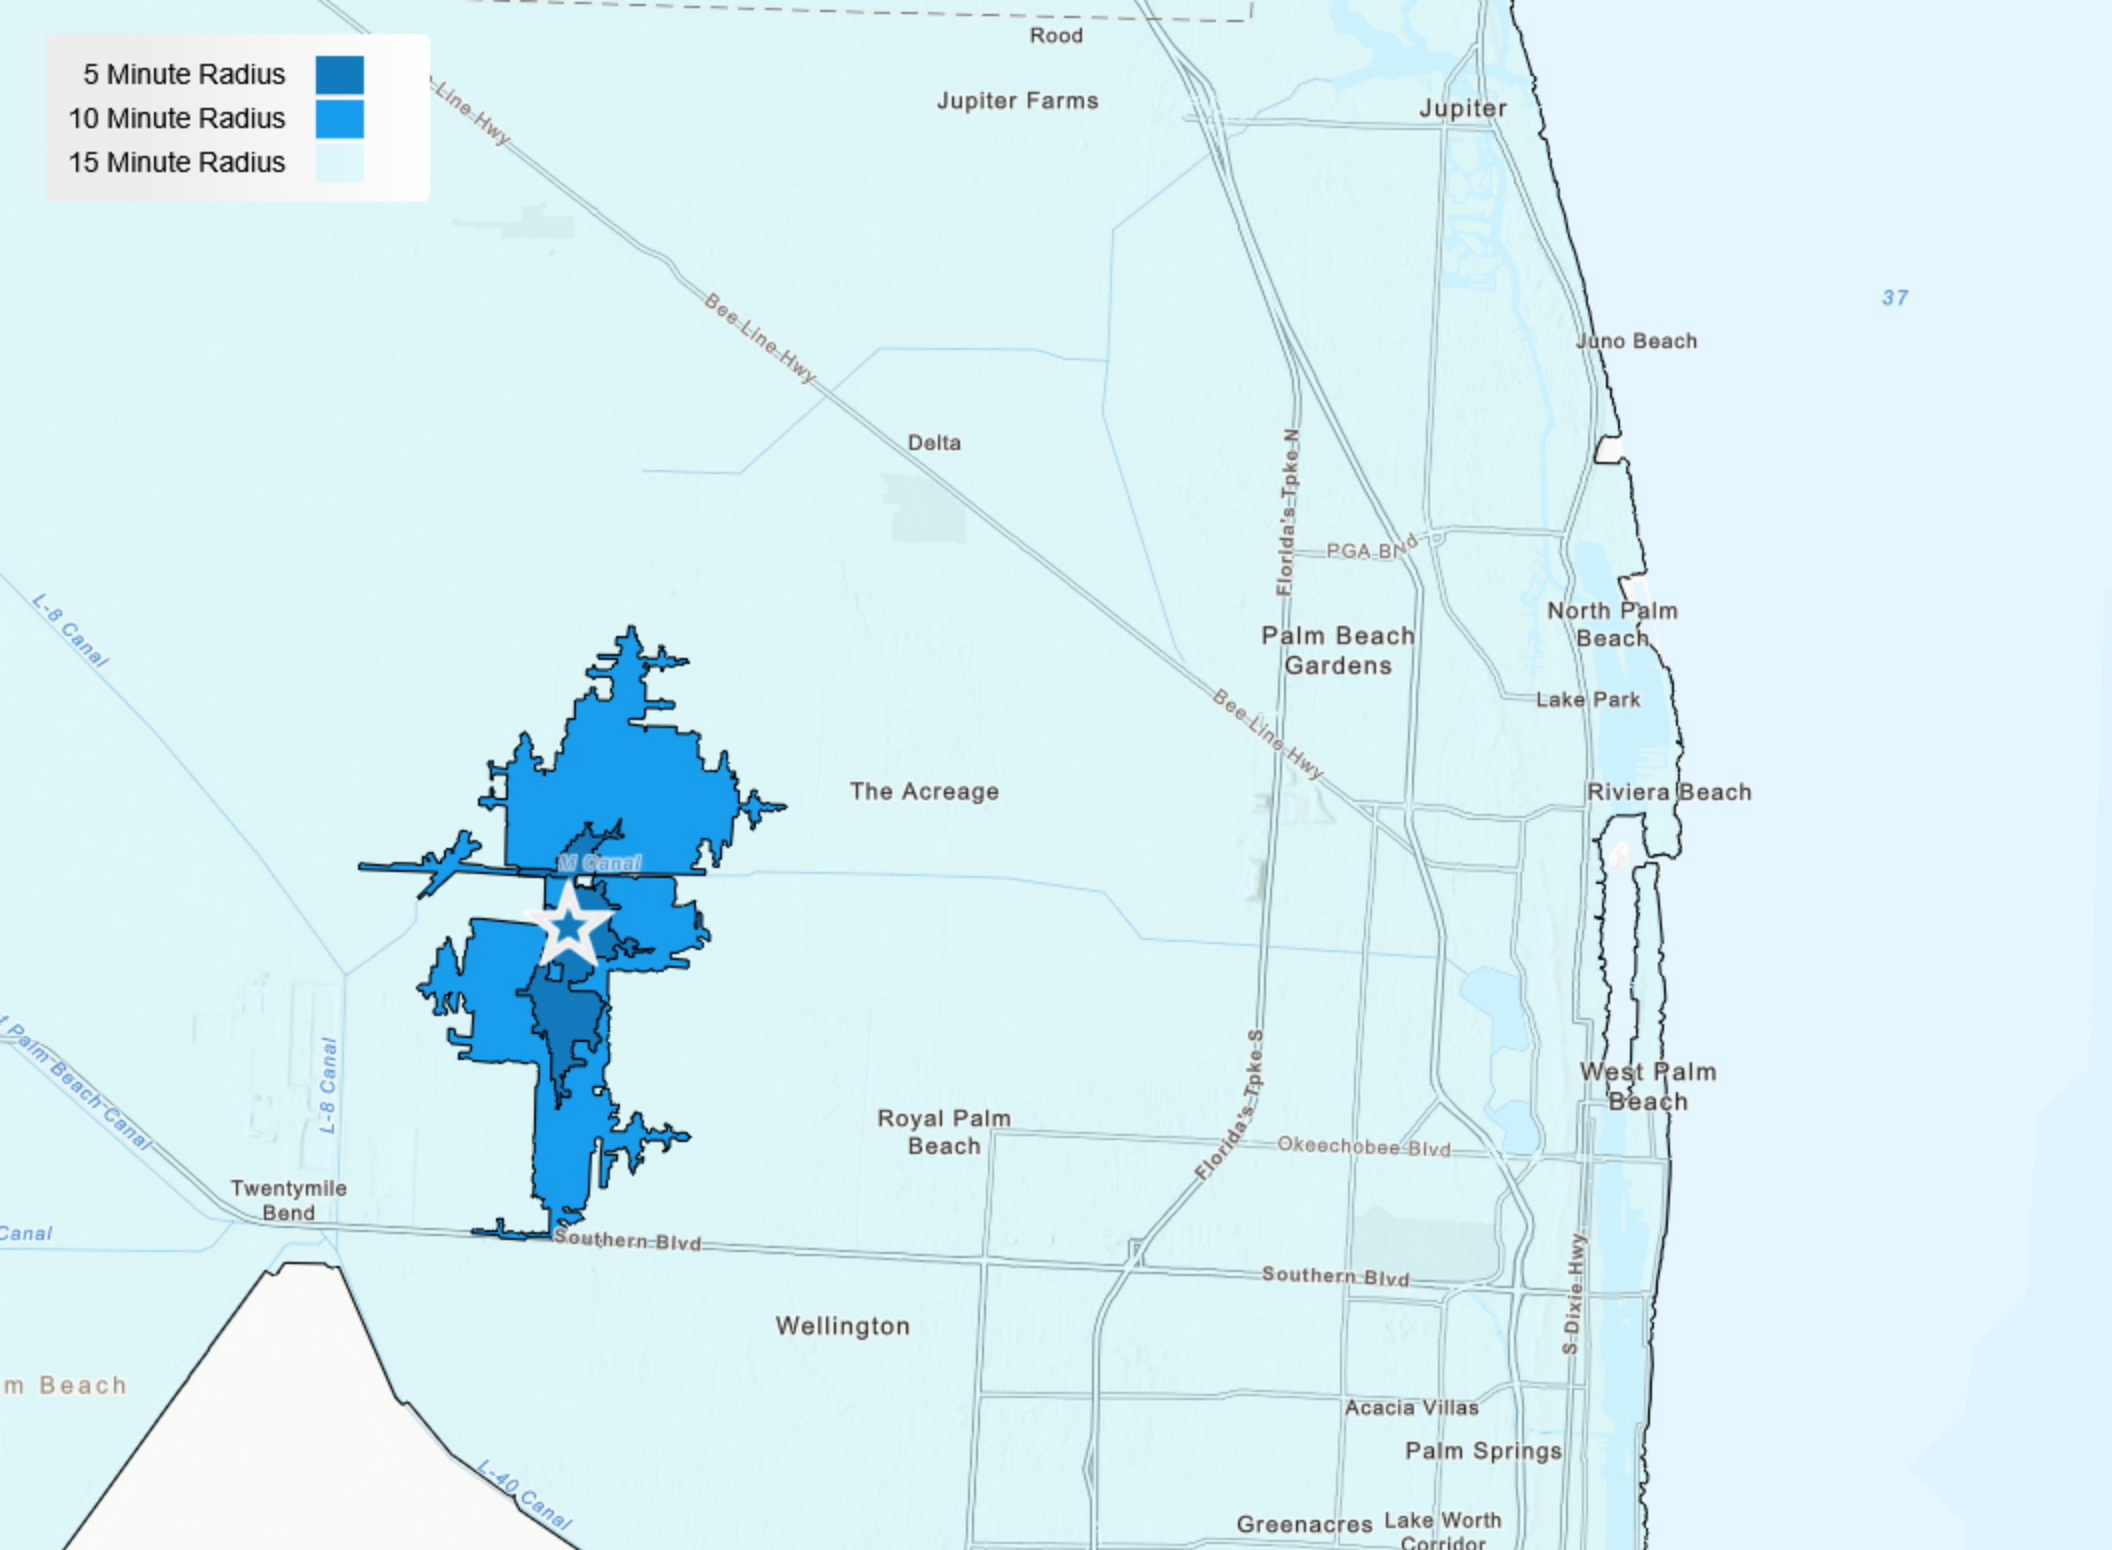 5 Minute Radius
10 Minute Radius
15 Minute Radius
Rood
Jupiter Farms
Jupiter
Line Hwy
Bee Line Hwy
37
Juno Beach
Delta
Florida's Tpke N
PGA Blvd
L-8 Canal
North Palm
Beach
Palm Beach
Gardens
Lake Park
Bee Line Hwy
The Acreage
Riviera Beach
M Canal
Palm Beach Canal
L-8 Canal
Florida's Tpke S
West Palm
Beach
Royal Palm
Beach
Okeechobee Blvd
Twentymile
Bend
Canal
Southern Blvd
Southern Blvd
S Dixie Hwy
Wellington
m Beach
Acacia Villas
Palm Springs
L-40 Canal
Greenacres
Lake Worth
Corridor